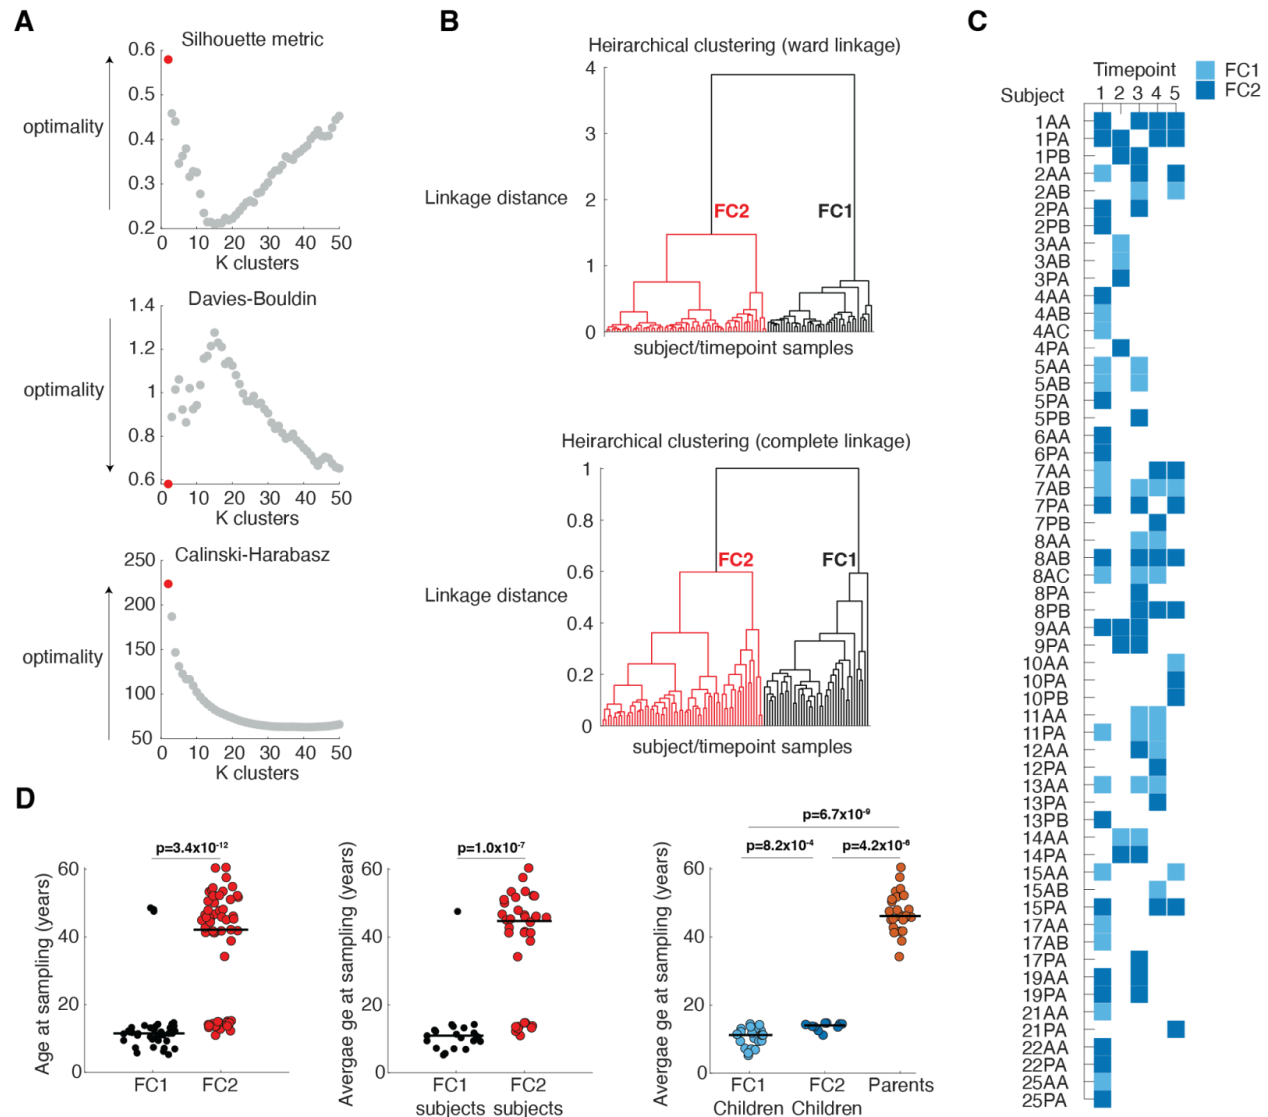 A
Silhouette metric
0.6
0.5
0.4
0.3
0.2
optimality
0 10 20 30 40 50
K clusters
Davies-Bouldin
1.4
1.2
1
0.8
0.6
optimality
0 10 20 30 40 50
K clusters
Calinski-Harabasz
250
200
150
100
50
optimality
0 10 20 30 40 50
K clusters
B
Heirarchical clustering (ward linkage)
4
3
2
1
0
Linkage distance
FC2 FC1
subject/timepoint samples
Heirarchical clustering (complete linkage)
1
0.8
0.6
0.4
0.2
0
Linkage distance
FC2 FC1
subject/timepoint samples
C
Timepoint
FC1
FC2
Subject
1 2 3 4 5
1AA
1PA
1PB
2AA
2AB
2PA
2PB
3AA
3AB
3PA
4AA
4AB
4AC
4PA
5AA
5AB
5PA
5PB
6AA
6PA
7AA
7AB
7PA
7PB
8AA
8AB
8AC
8PA
8PB
9AA
9PA
10AA
10PA
10PB
11AA
11PA
12AA
12PA
13AA
13PA
13PB
14AA
14PA
15AA
15AB
15PA
17AA
17AB
17PA
19AA
19PA
21AA
21PA
22AA
22PA
25AA
25PA
D
p=3.4x10-12
60
40
20
0
Age at sampling (years)
FC1 FC2
p=1.0x10-7
60
40
20
0
Avergae ge at sampling (years)
FC1 FC2
subjects subjects
p=6.7x10-9
p=8.2x10-4 p=4.2x10-6
60
40
20
0
Avergae ge at sampling (years)
FC1 FC2 Parents
Children Children